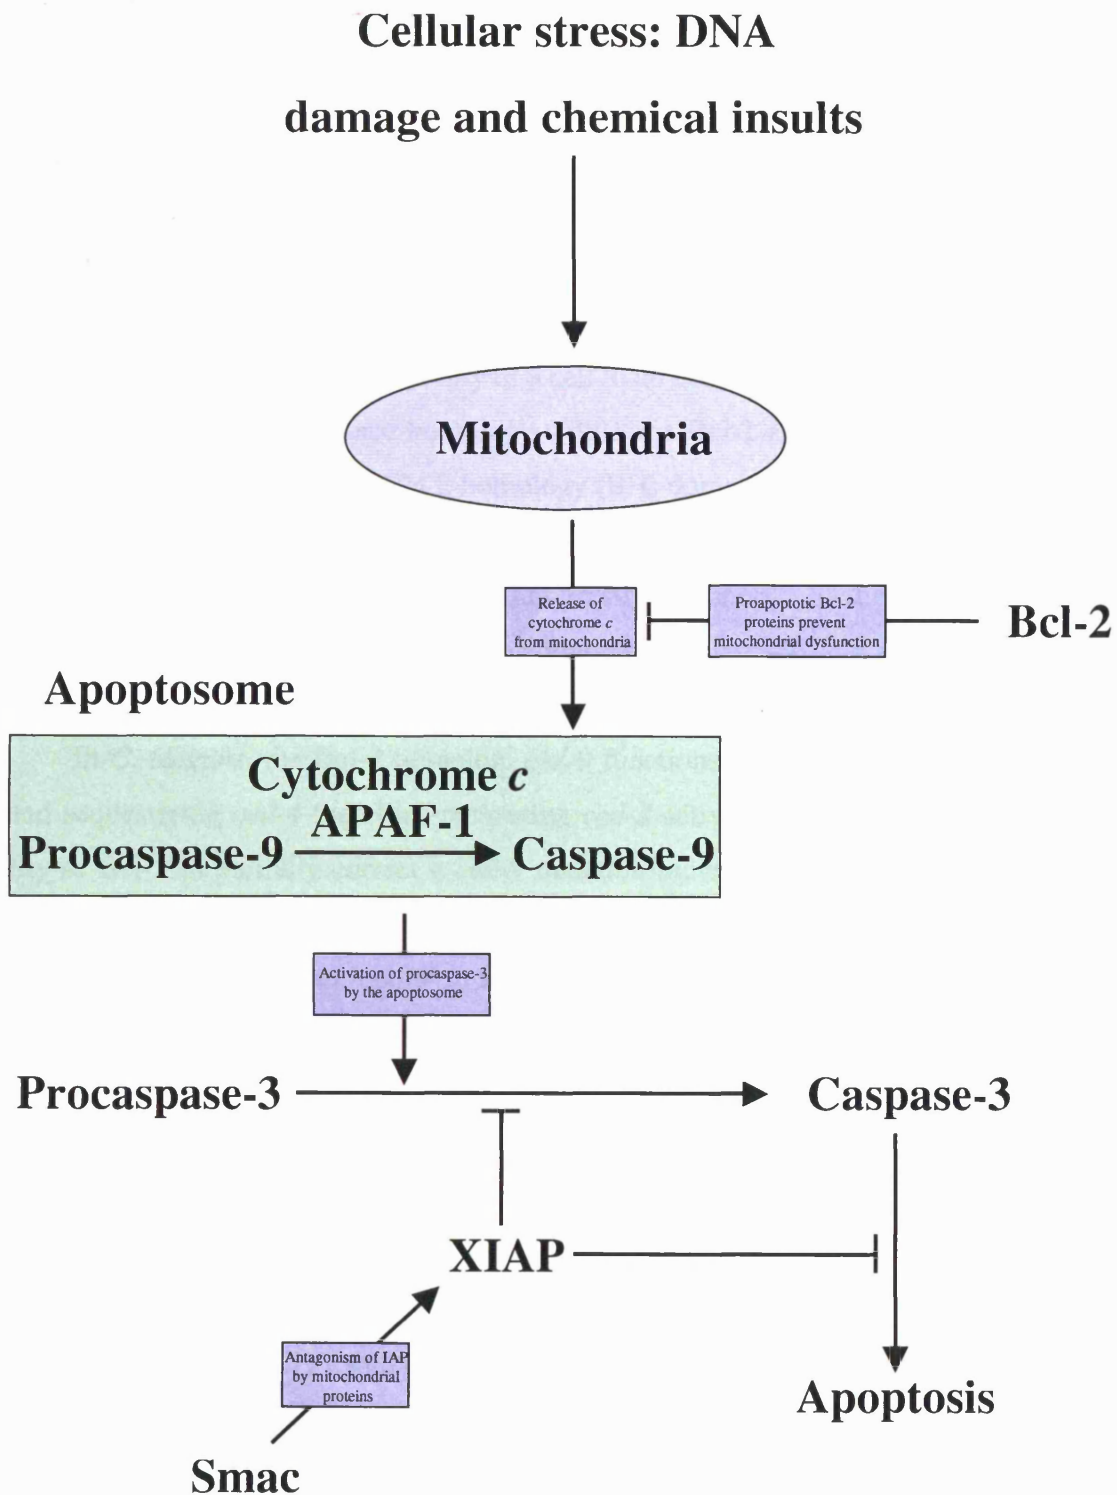 Cellular stress: DNA
damage and chemical insults
Mitochondria
Release of
cytochrome c
from mitochondria
Proapoptotic Bcl-2
proteins prevent
mitochondrial dysfunction
Bcl-2
Apoptosome
Cytochrome c
APAF-1
Procaspase-9
Caspase-9
Activation of procaspase-3
by the apoptosome
Procaspase-3
Caspase-3
XIAP
Antagonism of IAP
by mitochondrial
proteins
Apoptosis
Smac